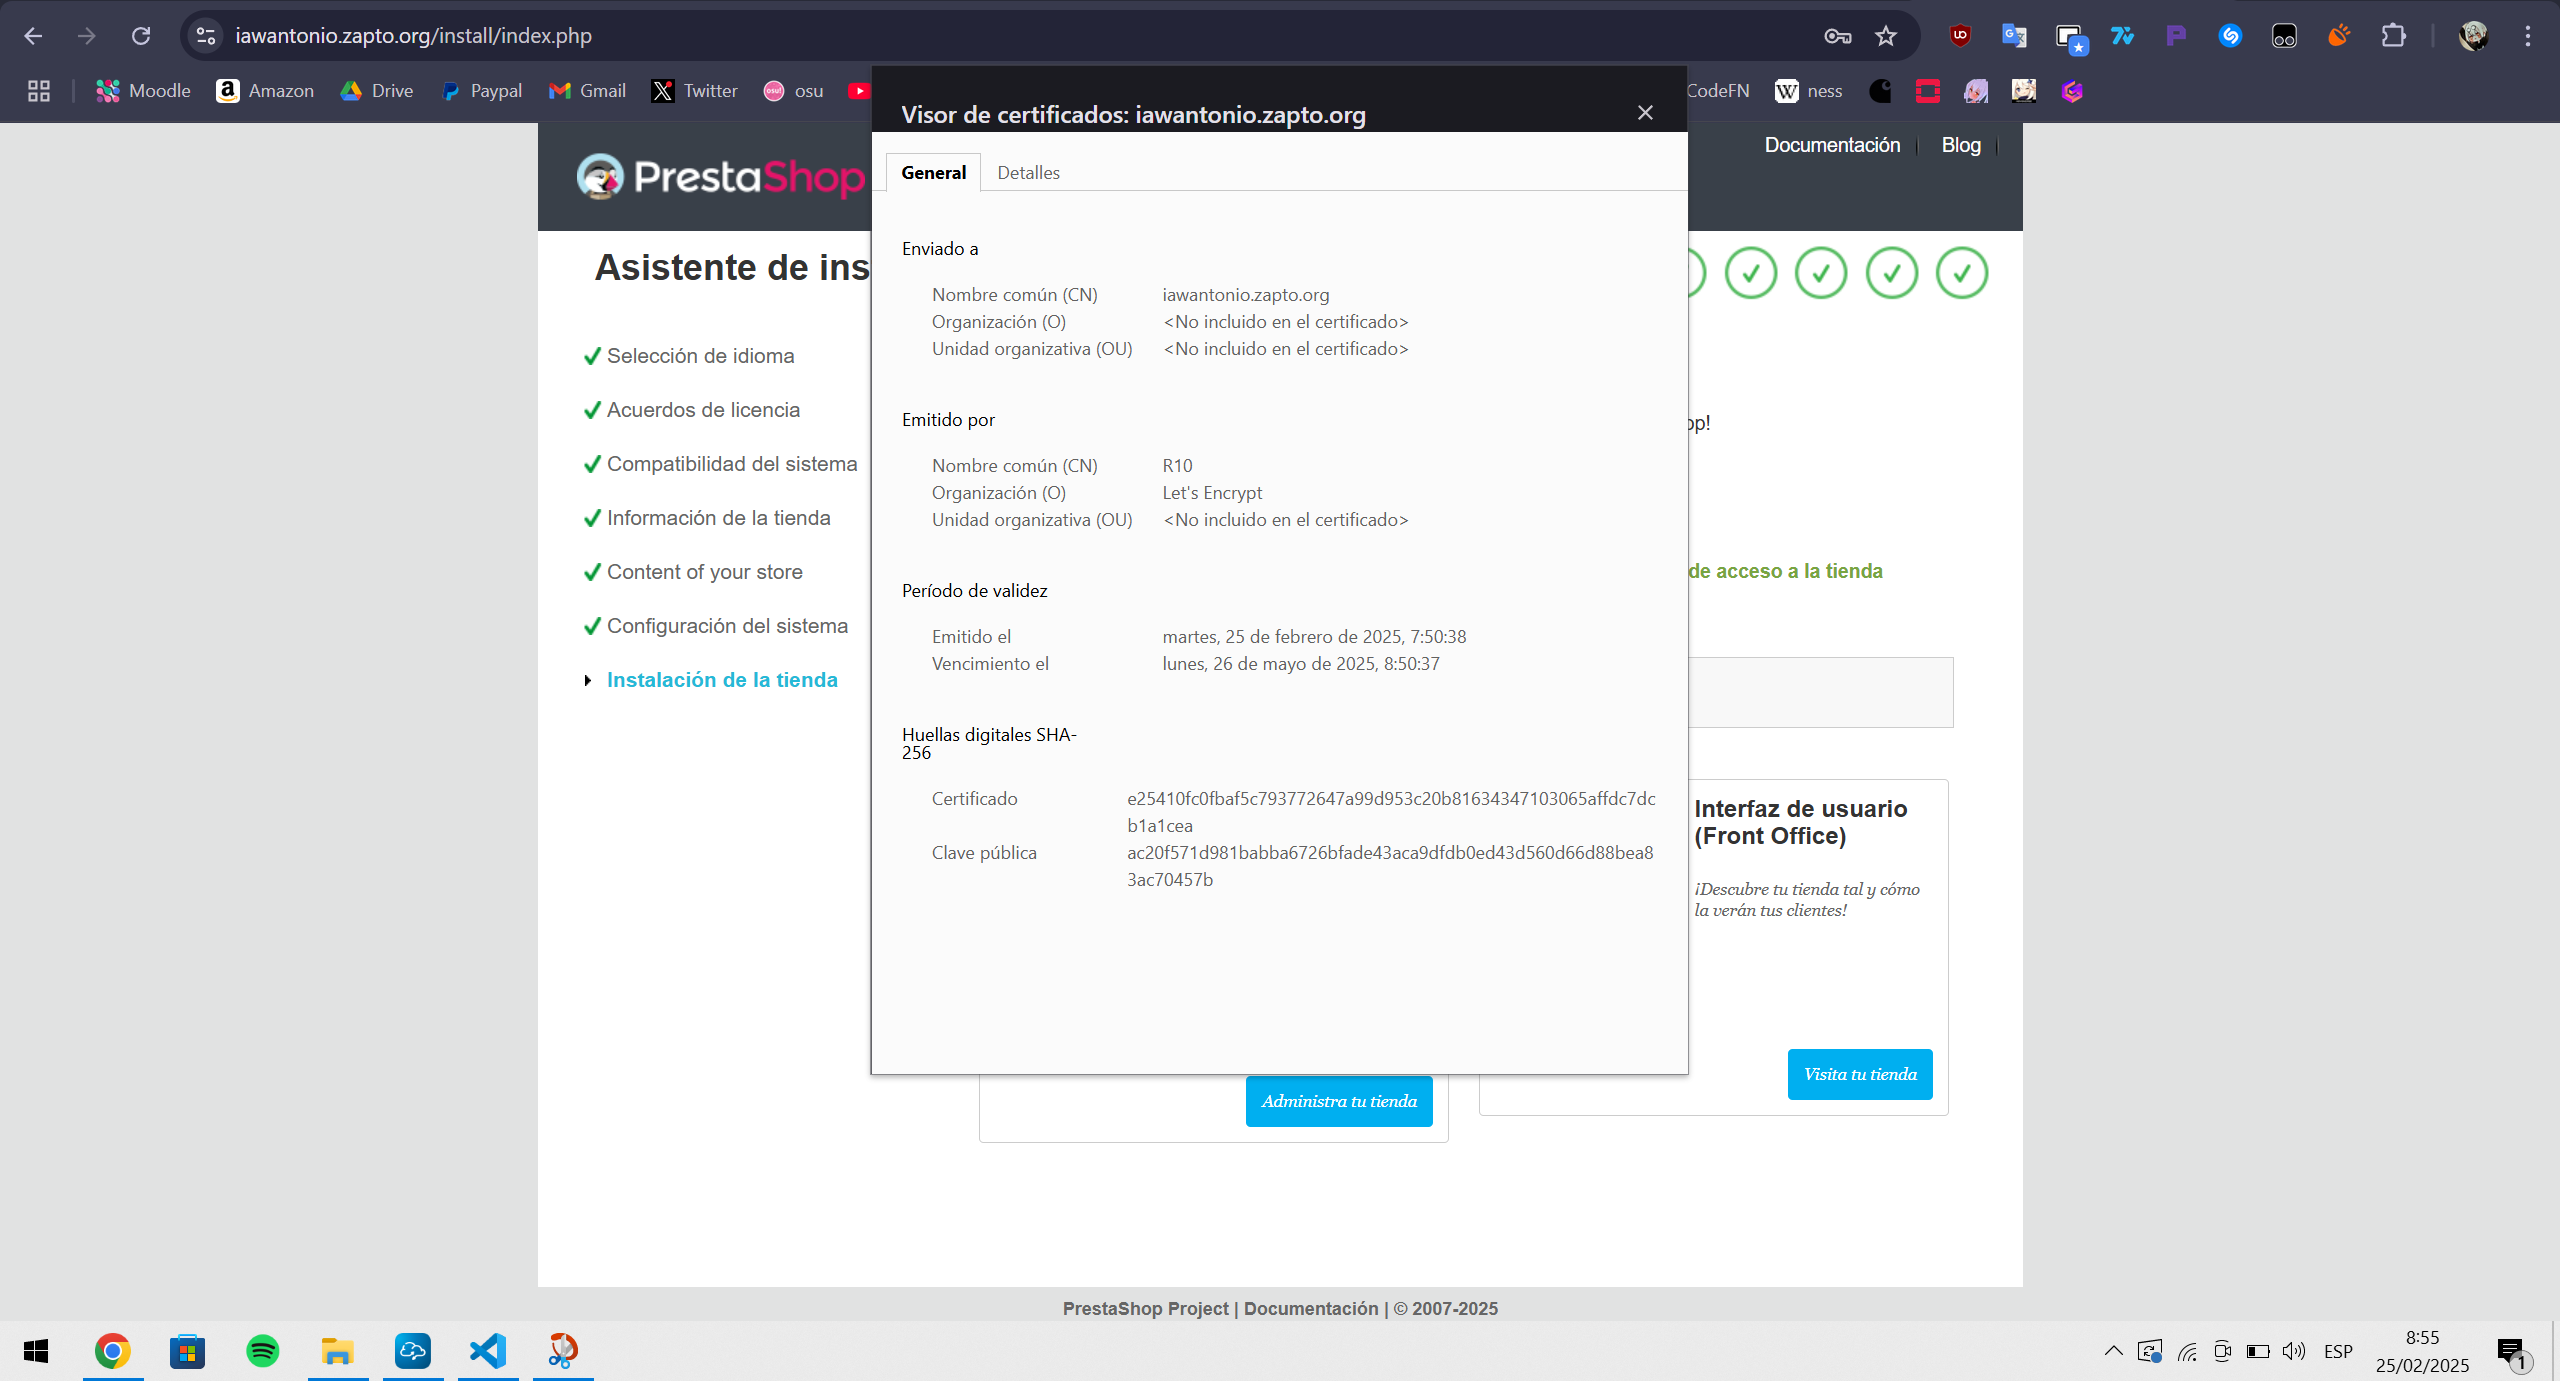 iawantonio.zapto.org/install/index.php
Moodle
Amazon
Drive
Paypal
Gmail
Twitter
osu
CodeFN
ness
Visor de certificados: iawantonio.zapto.org
General
Detalles
Enviado a
Nombre común (CN) iawantonio.zapto.org
Organización (O) <No incluido en el certificado>
Unidad organizativa (OU) <No incluido en el certificado>
Emitido por
Nombre común (CN) R10
Organización (O) Let's Encrypt
Unidad organizativa (OU) <No incluido en el certificado>
Período de validez
Emitido el martes, 25 de febrero de 2025, 7:50:38
Vencimiento el lunes, 26 de mayo de 2025, 8:50:37
Huellas digitales SHA-
256
Certificado e25410fc0fbaf5c793772647a99d953c20b81634347103065affdc7dc
b1a1cea
Clave pública ac20f571d981babba6726bfade43aca9dfdb0ed43d560d66d88bea8
3ac70457b
PrestaShop
Documentación
Blog
Asistente de ins
Selección de idioma
Acuerdos de licencia
Compatibilidad del sistema
Información de la tienda
Content of your store
Configuración del sistema
Instalación de la tienda
op!
de acceso a la tienda
Interfaz de usuario
(Front Office)
¡Descubre tu tienda tal y cómo
la verán tus clientes!
Visita tu tienda
Administra tu tienda
PrestaShop Project | Documentación | © 2007-2025
ESP
8:55
25/02/2025
1